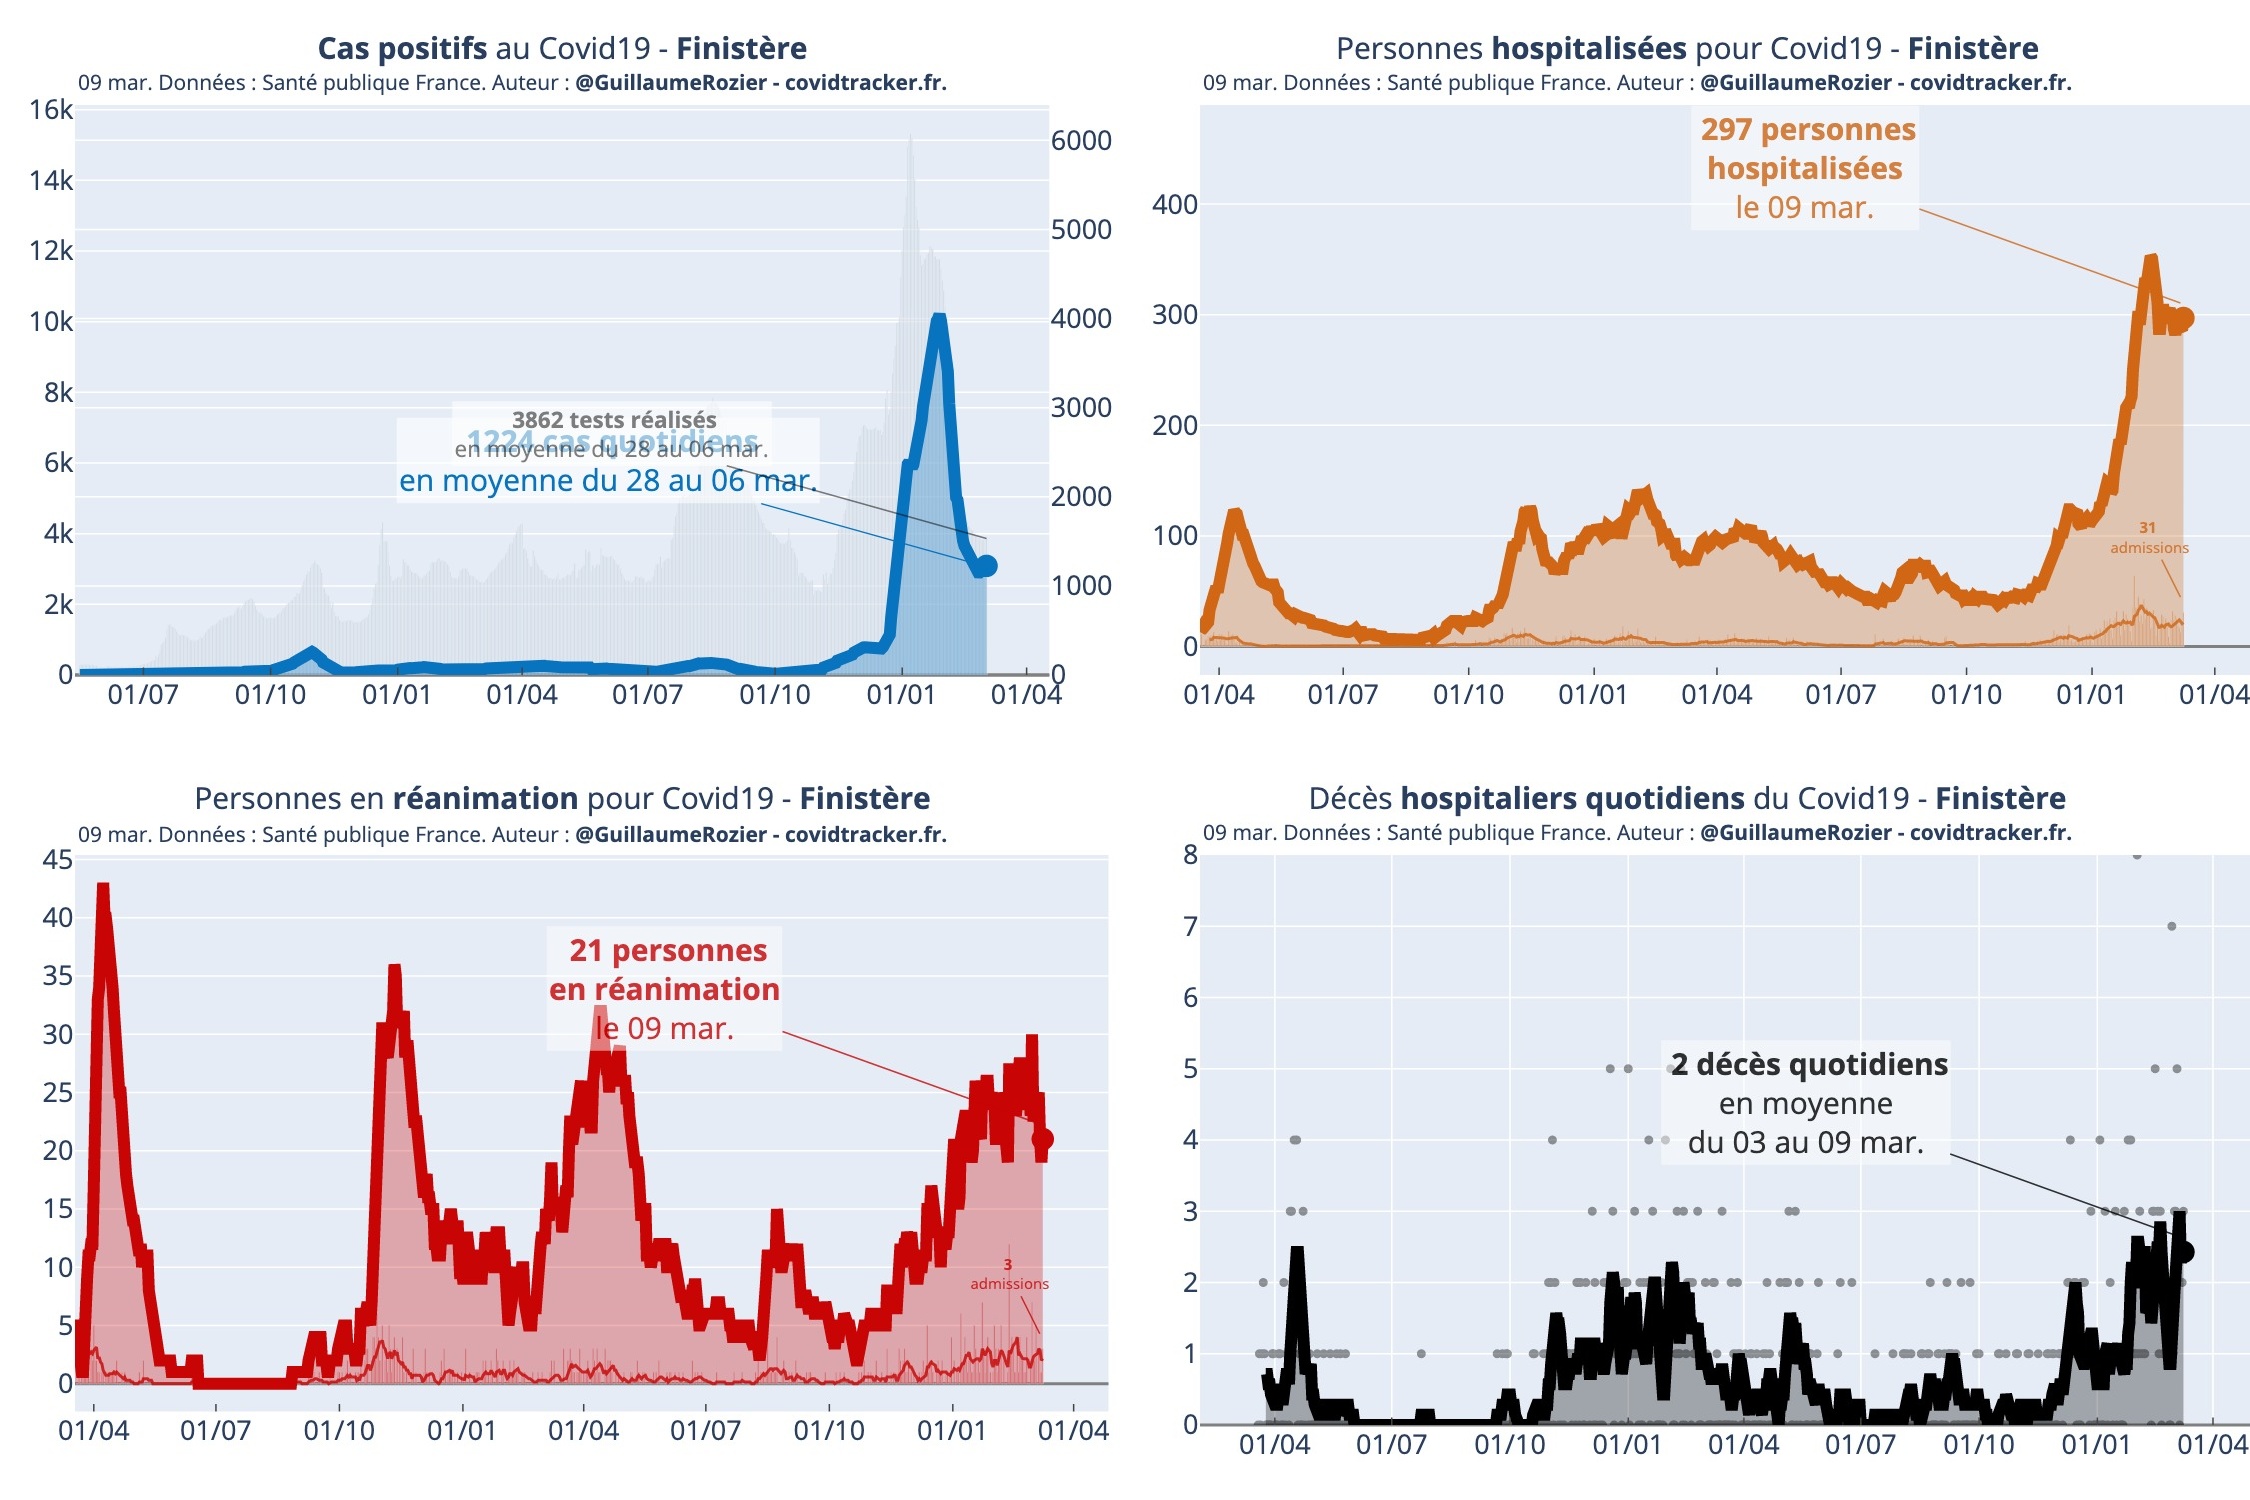 Cas positifs au Covid19 - Finistère
09 mar. Données : Santé publique France. Auteur : @GuillaumeRozier - covidtracker.fr.
16k
14k
12k
10k
8k
6k
4k
2k
0
6000
5000
4000
3000
2000
1000
0
3862 tests réalisés
en moyenne du 28 au 06 mar.
1224 cas quotidiens
en moyenne du 28 au 06 mar.
01/07 01/10 01/01 01/04 01/07 01/10 01/01 01/04
Personnes hospitalisées pour Covid19 - Finistère
09 mar. Données : Santé publique France. Auteur : @GuillaumeRozier - covidtracker.fr.
297 personnes
hospitalisées
le 09 mar.
400
300
200
100
0
31
admissions
01/04 01/07 01/10 01/01 01/04 01/07 01/10 01/01 01/04
Personnes en réanimation pour Covid19 - Finistère
09 mar. Données : Santé publique France. Auteur : @GuillaumeRozier - covidtracker.fr.
45
40
35
30
25
20
15
10
5
0
21 personnes
en réanimation
le 09 mar.
3
admissions
01/04 01/07 01/10 01/01 01/04 01/07 01/10 01/01 01/04
Décès hospitaliers quotidiens du Covid19 - Finistère
09 mar. Données : Santé publique France. Auteur : @GuillaumeRozier - covidtracker.fr.
8
7
6
5
4
3
2
1
0
2 décès quotidiens
en moyenne
du 03 au 09 mar.
01/04 01/07 01/10 01/01 01/04 01/07 01/10 01/01 01/04